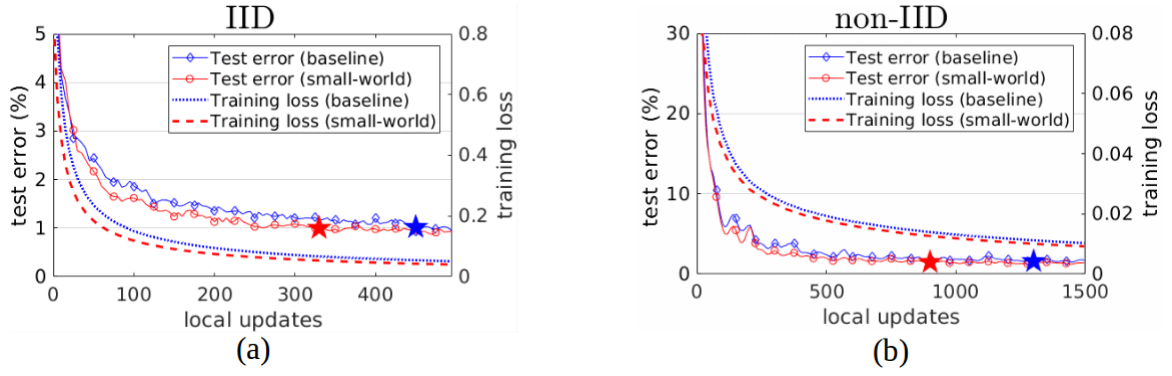 IID
5
4
3
2
1
0
test error (%)
0.8
0.6
0.4
0.2
0
training loss
0 100 200 300 400
local updates
Test error (baseline)
Test error (small-world)
Training loss (baseline)
Training loss (small-world)
(a)
non-IID
30
20
10
0
test error (%)
0.08
0.06
0.04
0.02
0
training loss
0 500 1000 1500
local updates
Test error (baseline)
Test error (small-world)
Training loss (baseline)
Training loss (small-world)
(b)